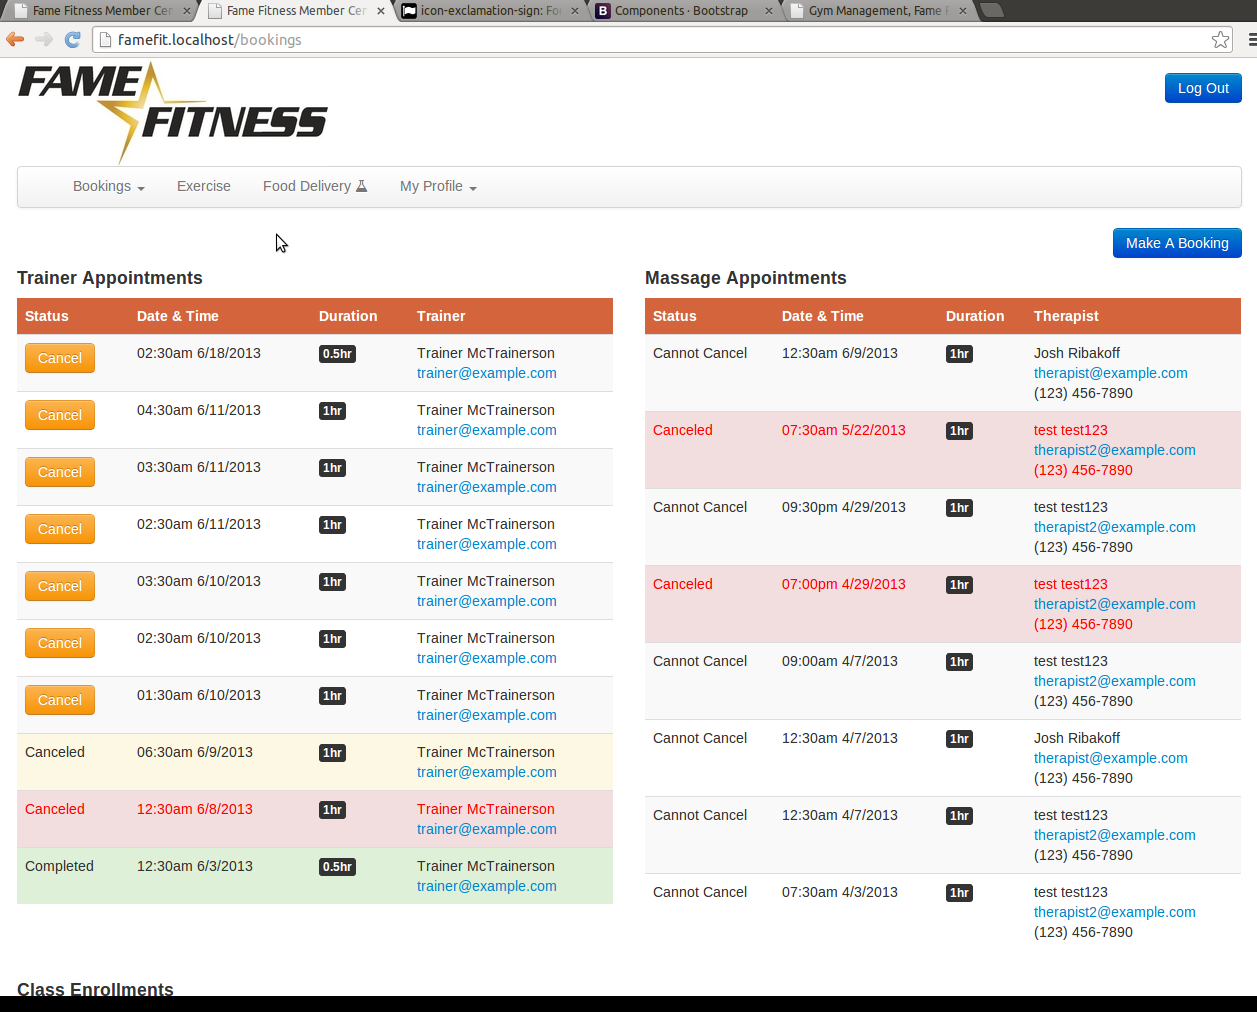 Fame Fitness Member Cen
Fame Fitness Member Cen
icon-exclamation-sign: Fo
Components · Bootstrap
Gym Management, Fame F
famefit.localhost/bookings
FAME FITNESS
Log Out
Bookings Exercise Food Delivery My Profile
Make A Booking
Trainer Appointments
Status Date & Time Duration Trainer
Cancel 02:30am 6/18/2013 0.5hr Trainer McTrainerson
trainer@example.com
Cancel 04:30am 6/11/2013 1hr Trainer McTrainerson
trainer@example.com
Cancel 03:30am 6/11/2013 1hr Trainer McTrainerson
trainer@example.com
Cancel 02:30am 6/11/2013 1hr Trainer McTrainerson
trainer@example.com
Cancel 03:30am 6/10/2013 1hr Trainer McTrainerson
trainer@example.com
Cancel 02:30am 6/10/2013 1hr Trainer McTrainerson
trainer@example.com
Cancel 01:30am 6/10/2013 1hr Trainer McTrainerson
trainer@example.com
Canceled 06:30am 6/9/2013 1hr Trainer McTrainerson
trainer@example.com
Canceled 12:30am 6/8/2013 1hr Trainer McTrainerson
trainer@example.com
Completed 12:30am 6/3/2013 0.5hr Trainer McTrainerson
trainer@example.com
Massage Appointments
Status Date & Time Duration Therapist
Cannot Cancel 12:30am 6/9/2013 1hr Josh Ribakoff
therapist@example.com
(123) 456-7890
Canceled 07:30am 5/22/2013 1hr test test123
therapist2@example.com
(123) 456-7890
Cannot Cancel 09:30pm 4/29/2013 1hr test test123
therapist2@example.com
(123) 456-7890
Canceled 07:00pm 4/29/2013 1hr test test123
therapist2@example.com
(123) 456-7890
Cannot Cancel 09:00am 4/7/2013 1hr test test123
therapist2@example.com
(123) 456-7890
Cannot Cancel 12:30am 4/7/2013 1hr Josh Ribakoff
therapist@example.com
(123) 456-7890
Cannot Cancel 12:30am 4/7/2013 1hr test test123
therapist2@example.com
(123) 456-7890
Cannot Cancel 07:30am 4/3/2013 1hr test test123
therapist2@example.com
(123) 456-7890
Class Enrollments